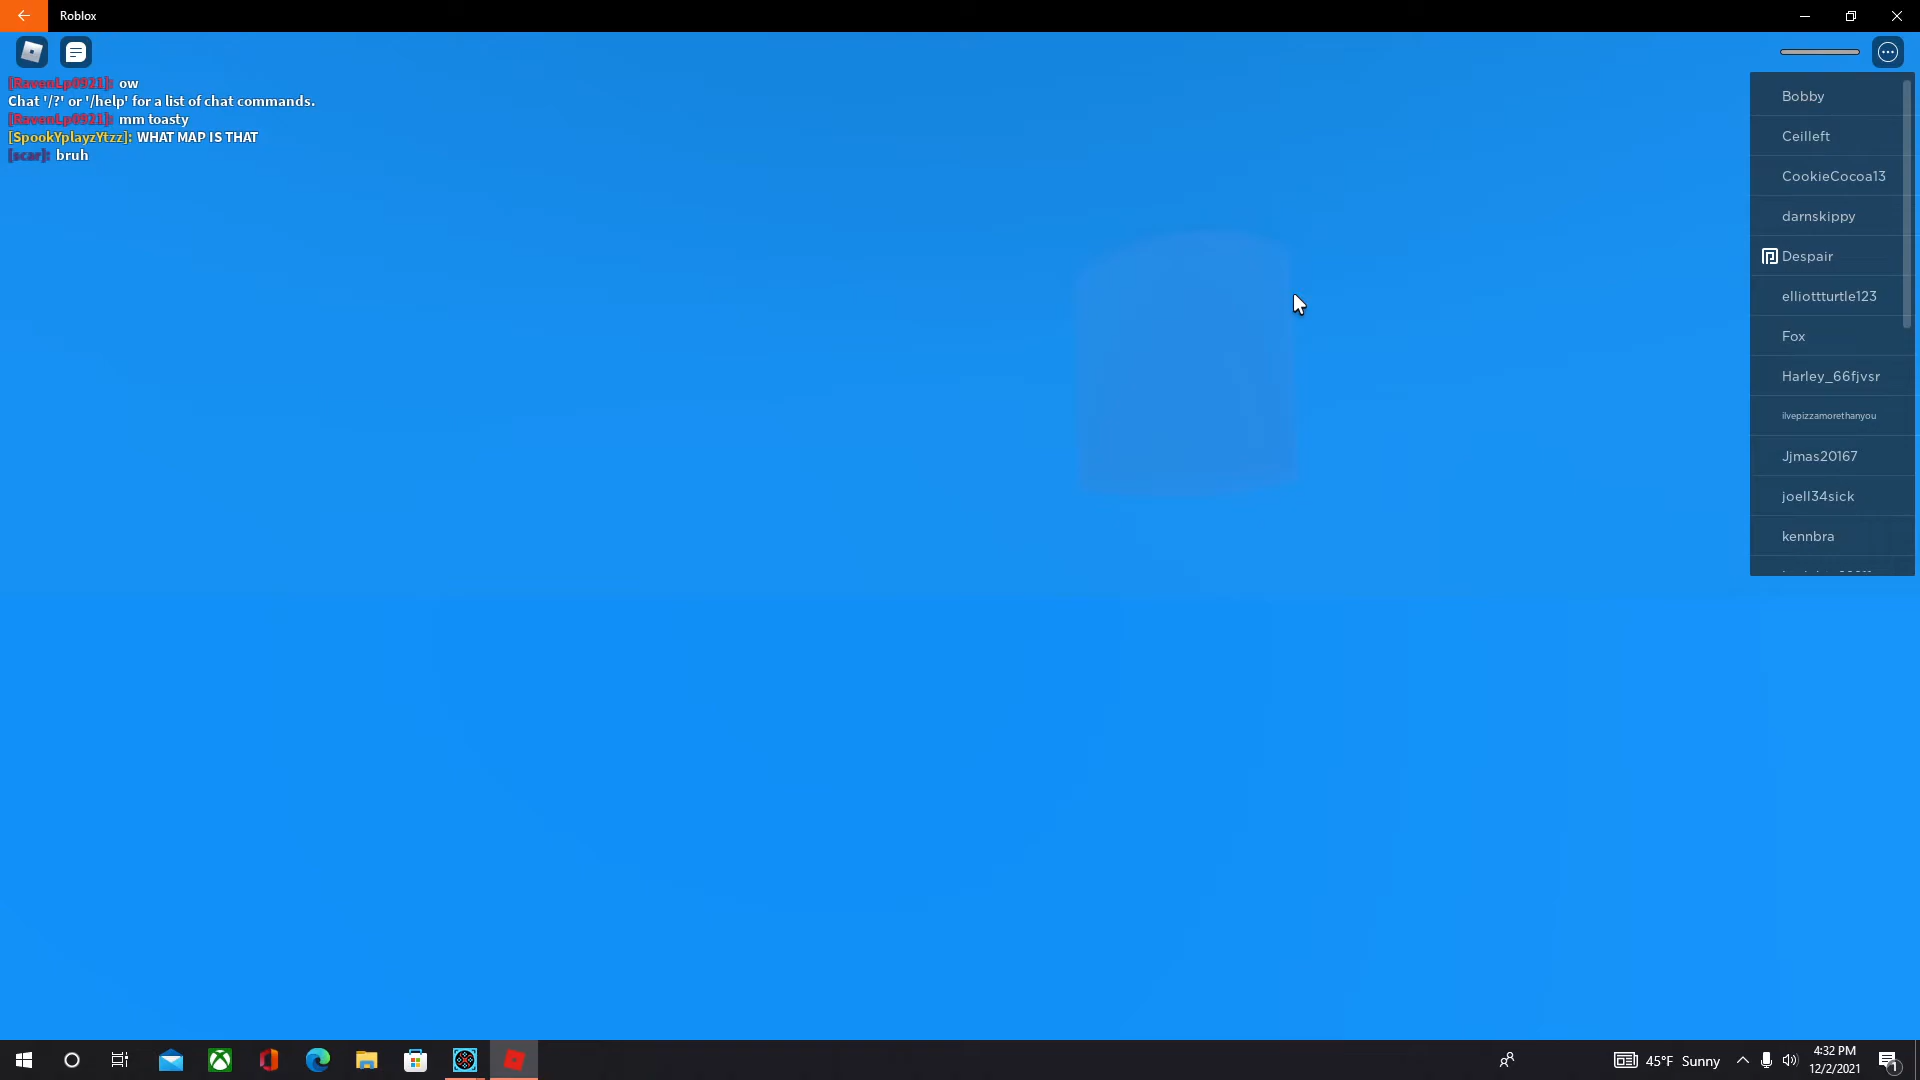 Roblox
[RavenLp0921]: ow
Chat '/?' or '/help' for a list of chat commands.
[RavenLp0921]: mm toasty
[SpookYplayzYtzz]: WHAT MAP IS THAT
[scar]: bruh
Bobby
Ceilleft
CookieCocoa13
darnskippy
Despair
elliottturtle123
Fox
Harley_66fjvsr
ilvepizzamorethanyou
Jjmas20167
joell34sick
kennbra
45°F Sunny
4:32 PM
12/2/2021
1